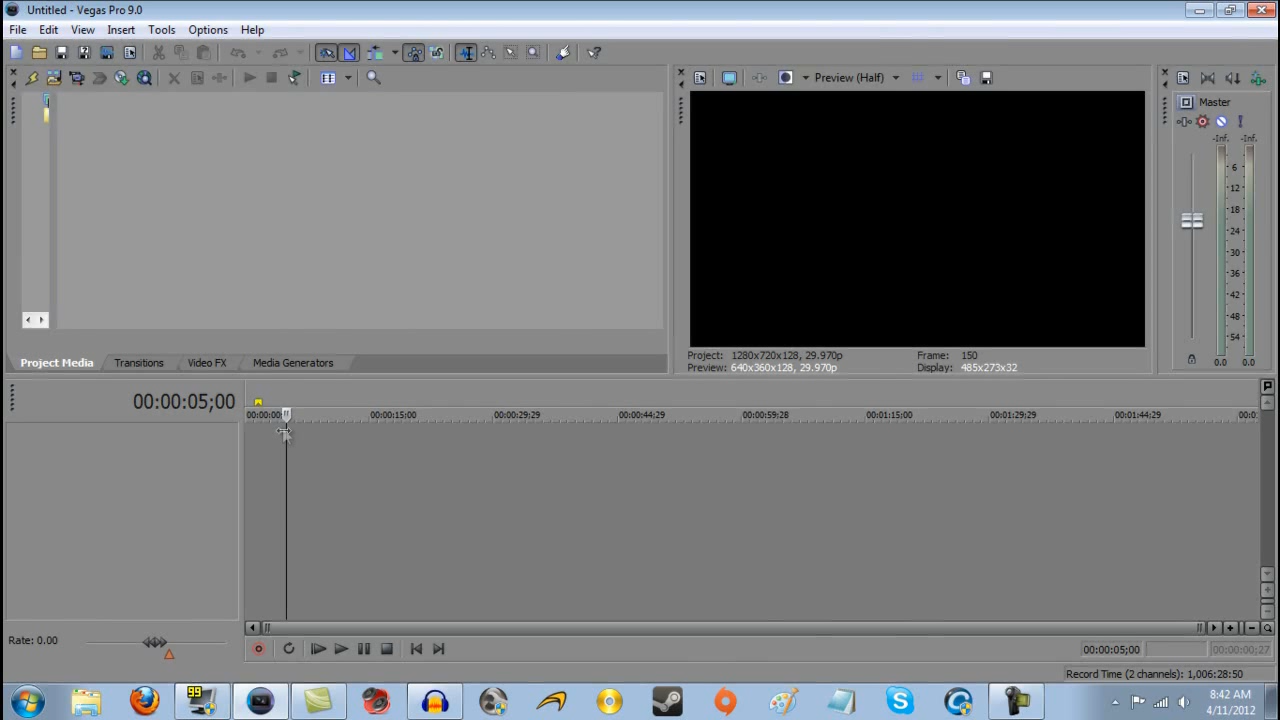 Untitled - Vegas Pro 9.0
File Edit View Insert Tools Options Help
Preview (Half)
Master
-Inf. -Inf.
6
12
18
24
30
36
42
48
54
0.0 0.0
Project Media Transitions Video FX Media Generators
Project: 1280x720x128, 29.970p Frame: 150
Preview: 640x360x128, 29.970p Display: 485x273x32
00:00:05;00
00:00:00 00:00:15;00 00:00:29;29 00:00:44;29 00:00:59;28 00:01:15;00 00:01:29;29 00:01:44;29 00:0
Rate: 0.00
00:00:05;00 00:00:00;27
Record Time (2 channels): 1,006:28:50
99
8:42 AM
4/11/2012